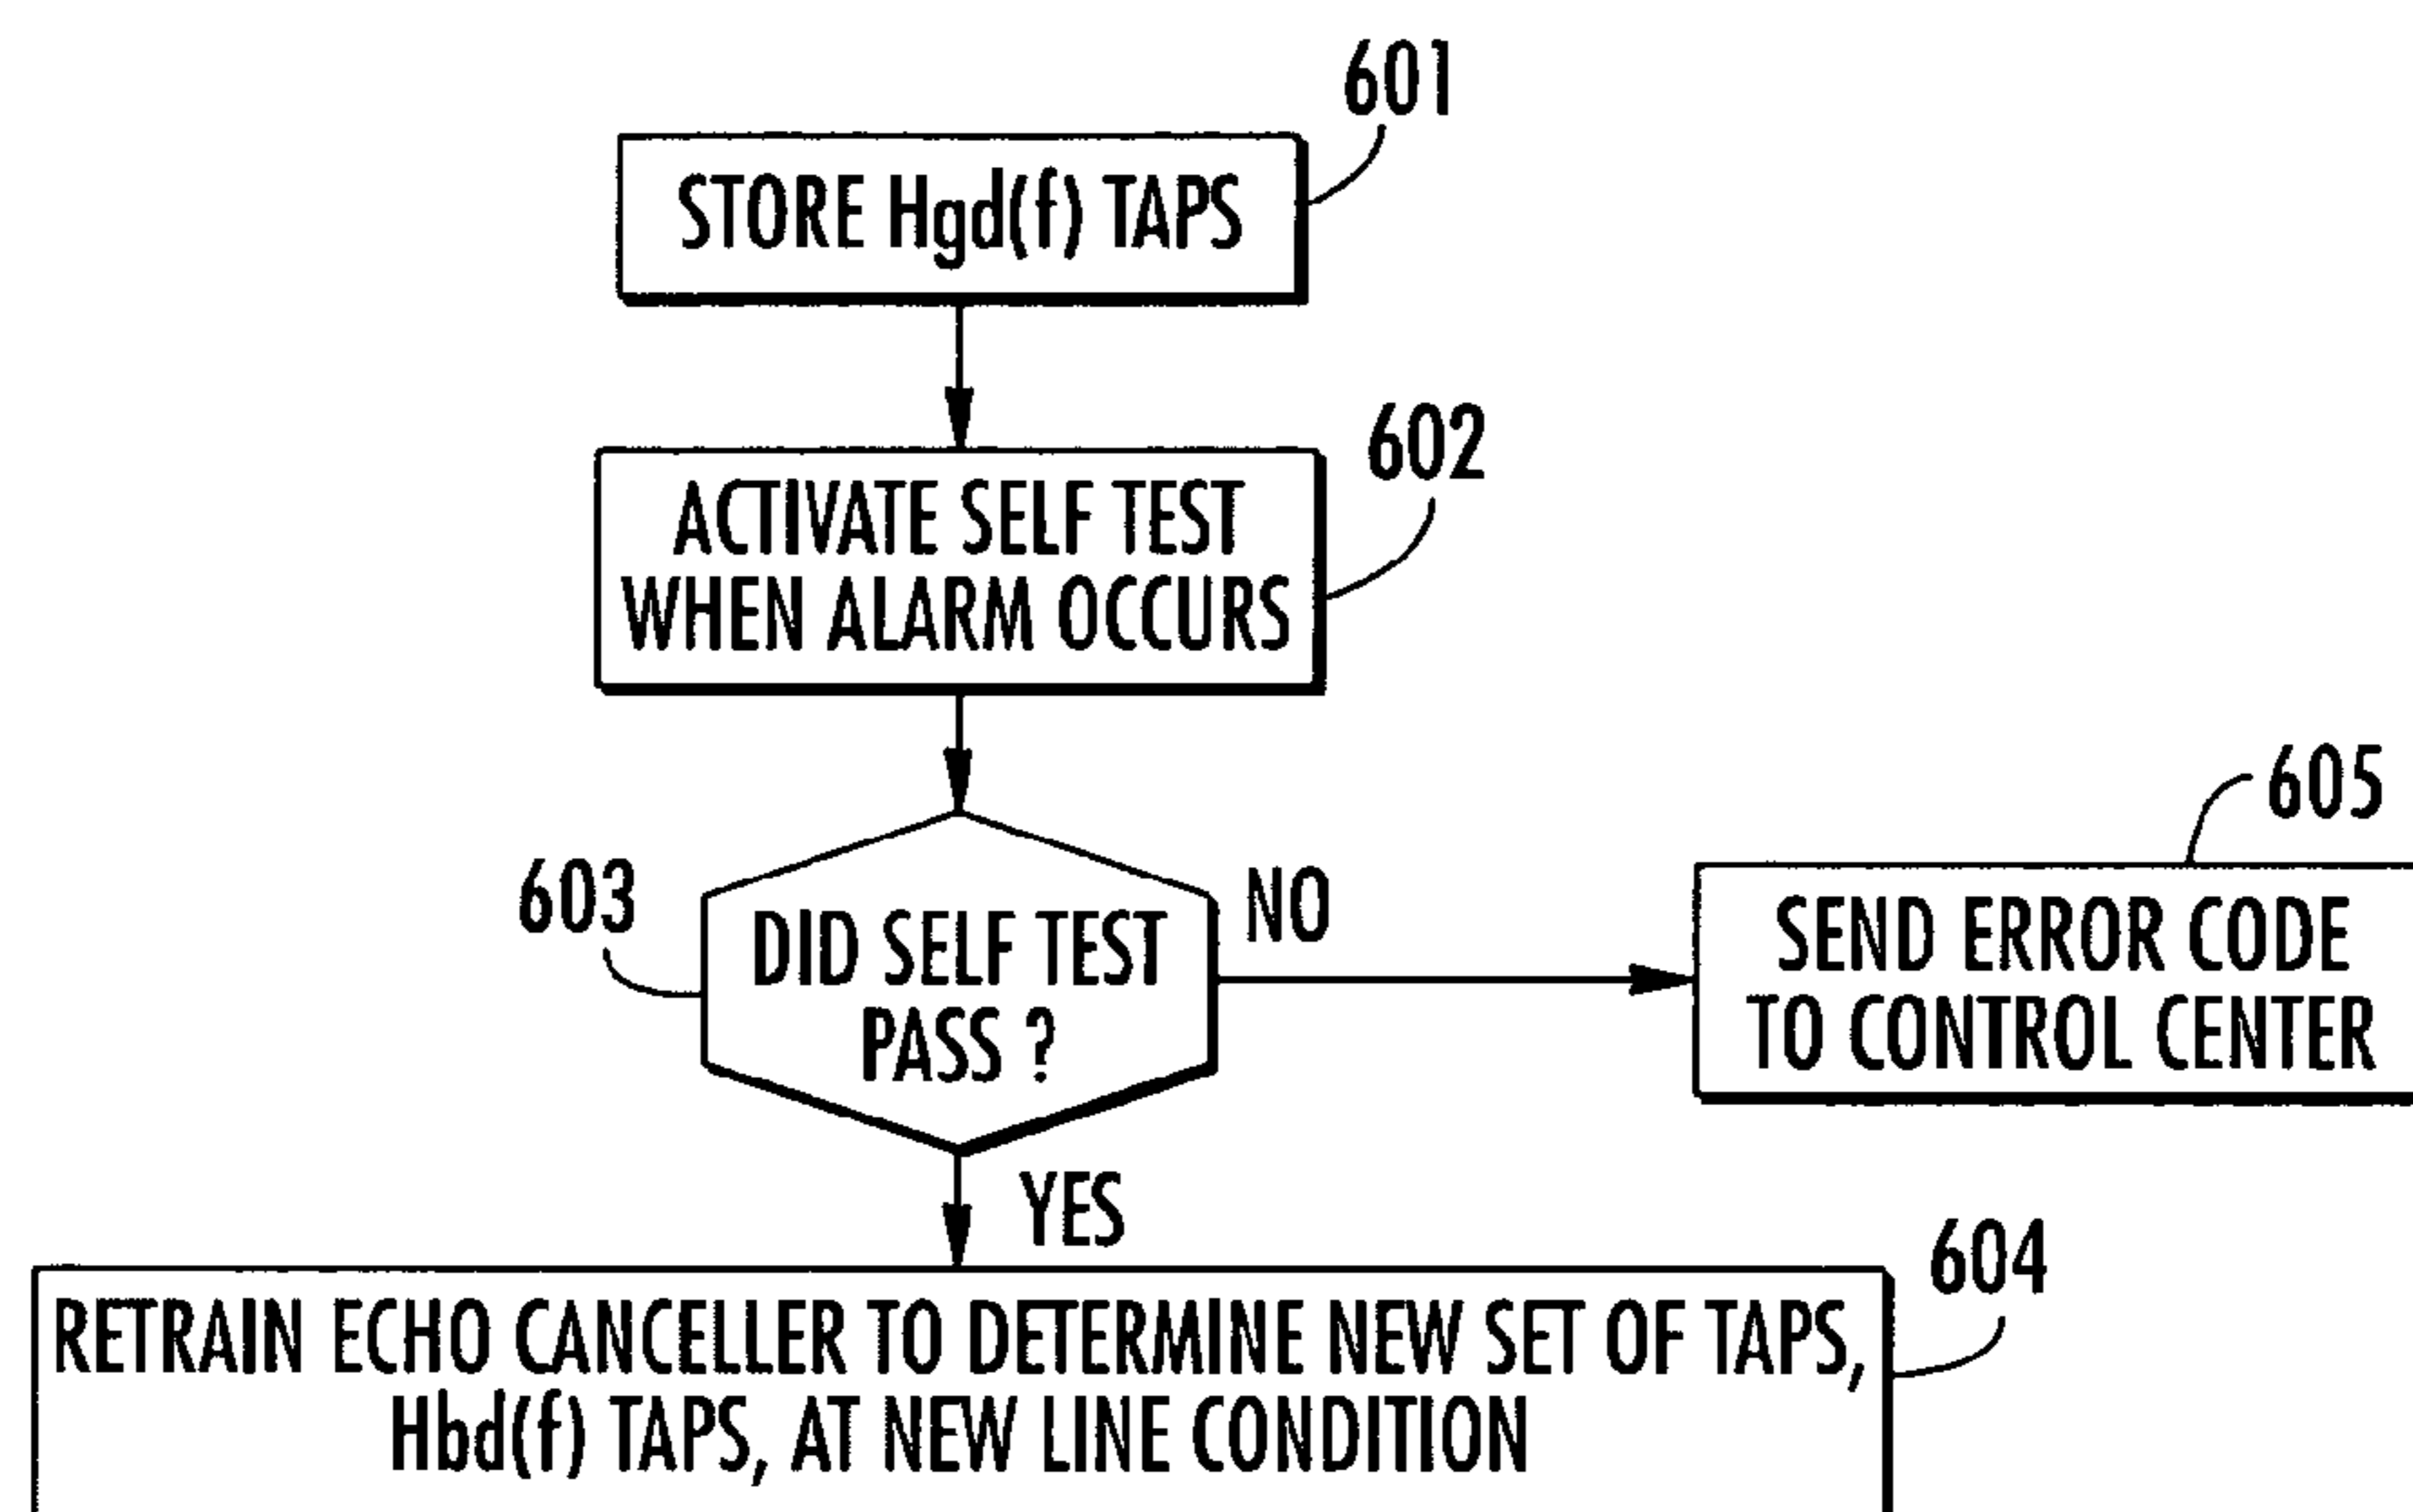 601
STORE Hgd(f) TAPS
602
ACTIVATE SELF TEST
WHEN ALARM OCCURS
603
DID SELF TEST
PASS ?
NO
605
SEND ERROR CODE
TO CONTROL CENTER
YES
604
RETRAIN ECHO CANCELLER TO DETERMINE NEW SET OF TAPS,
Hbd(f) TAPS, AT NEW LINE CONDITION